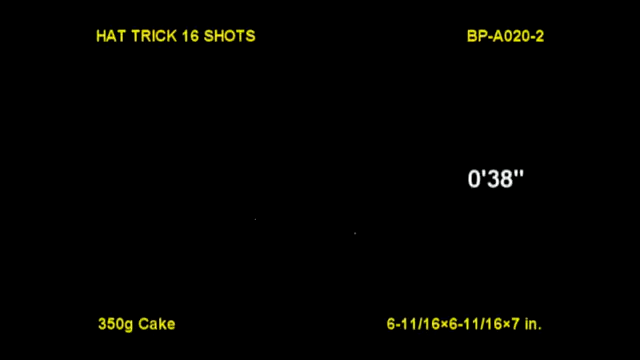 HAT TRICK 16 SHOTS
BP-A020-2
0'38"
350g Cake
6-11/16×6-11/16×7 in.